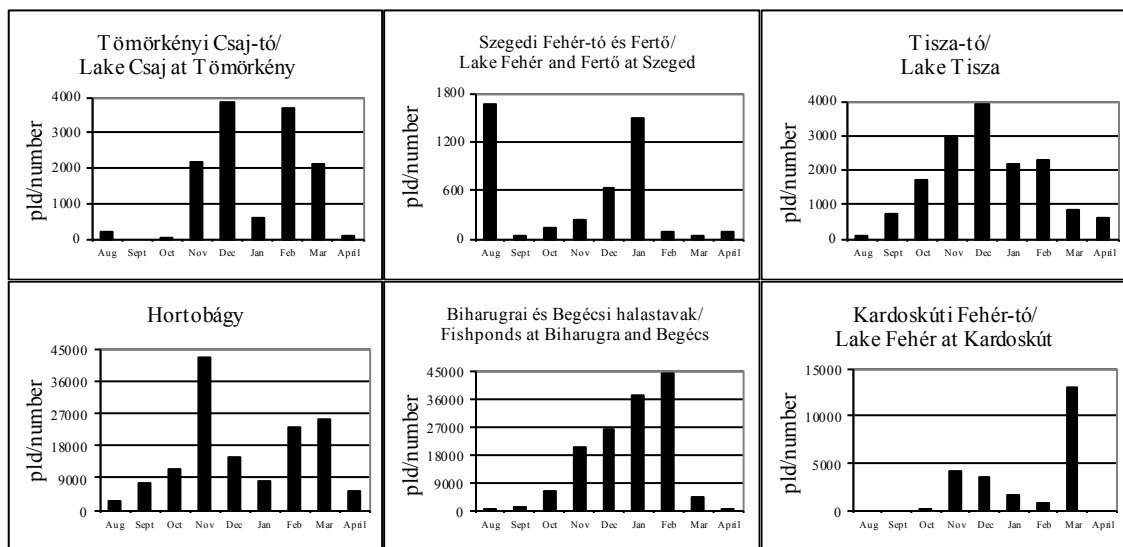 Tömörkényi Csaj-tó/
Lake Csaj at Tömörkény
4000
3000
2000
1000
0
pld/number
Aug Sept Oct Nov Dec Jan Feb Mar April
Szegedi Fehér-tó és Fertő/
Lake Fehér and Fertő at Szeged
1800
1200
600
0
pld/number
Aug Sept Oct Nov Dec Jan Feb Mar April
Tisza-tó/
Lake Tisza
4000
3000
2000
1000
0
pld/number
Aug Sept Oct Nov Dec Jan Feb Mar April
Hortobágy
45000
36000
27000
18000
9000
0
pld/number
Aug Sept Oct Nov Dec Jan Feb Mar April
Biharugrai és Begécsi halastavak/
Fishponds at Biharugra and Begécs
45000
36000
27000
18000
9000
0
pld/number
Aug Sept Oct Nov Dec Jan Feb Mar April
Kardoskúti Fehér-tó/
Lake Fehér at Kardoskút
15000
10000
5000
0
pld/number
Aug Sept Oct Nov Dec Jan Feb Mar April